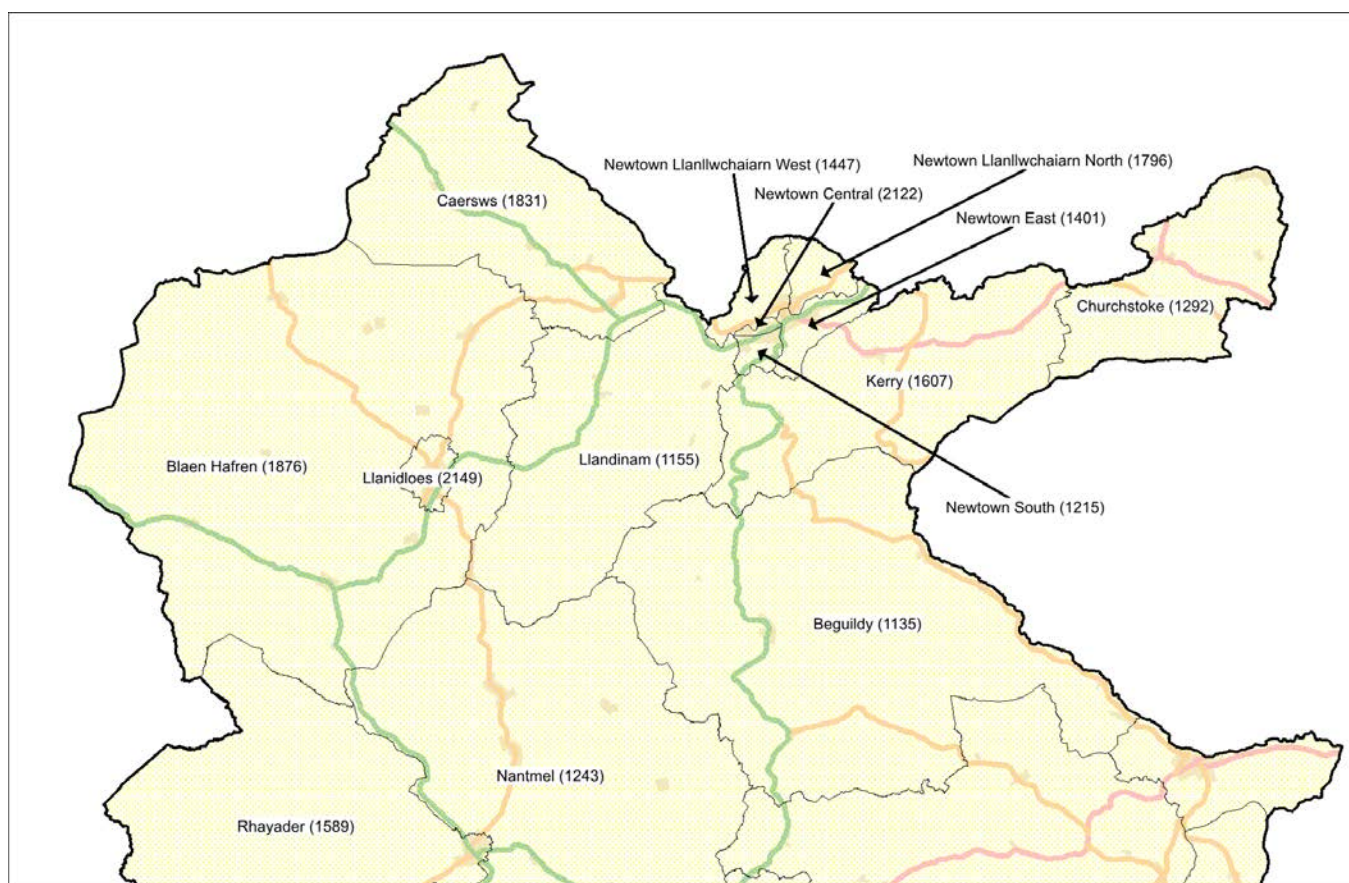 Newtown Llanllwchaiarn West (1447)
Newtown Llanllwchaiarn North (1796)
Newtown Central (2122)
Caersws (1831)
Newtown East (1401)
Churchstoke (1292)
Kerry (1607)
Llandinam (1155)
Blaen Hafren (1876)
Llanidloes (2149)
Newtown South (1215)
Beguildy (1135)
Nantmel (1243)
Rhayader (1589)